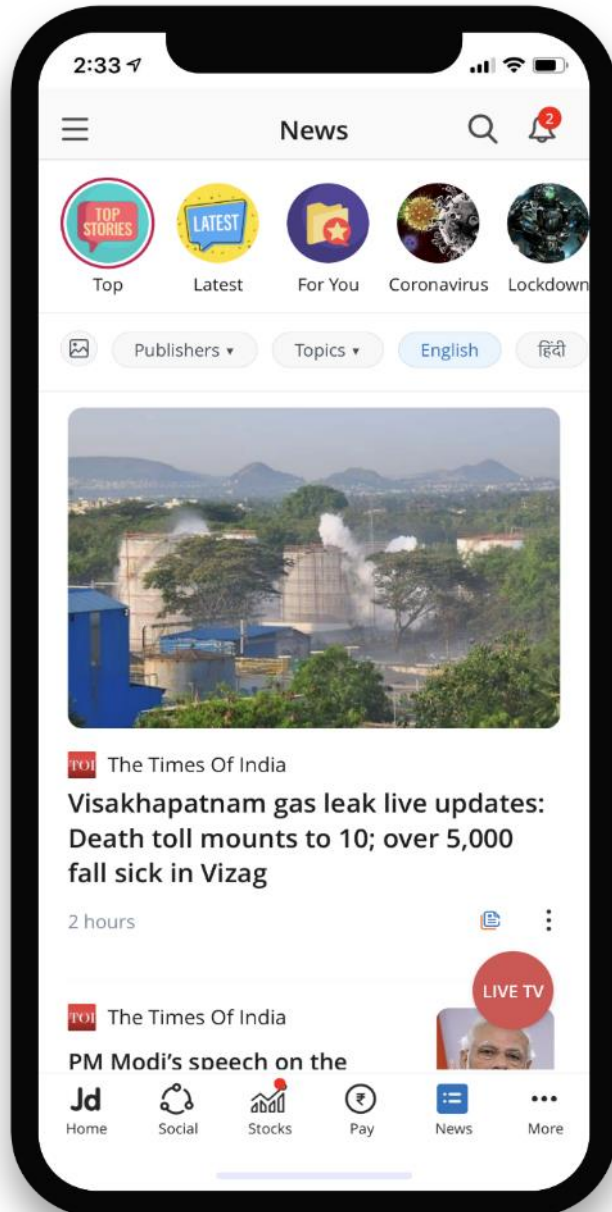 2:33
News
2
TOP
STORIES
LATEST
Top
Latest
For You
Coronavirus
Lockdown
Publishers ▾
Topics ▾
English
हिंदी
TOI The Times Of India
Visakhapatnam gas leak live updates:
Death toll mounts to 10; over 5,000
fall sick in Vizag
2 hours
LIVE TV
TOI The Times Of India
PM Modi's speech on the
Jd
₹
Home
Social
Stocks
Pay
News
More